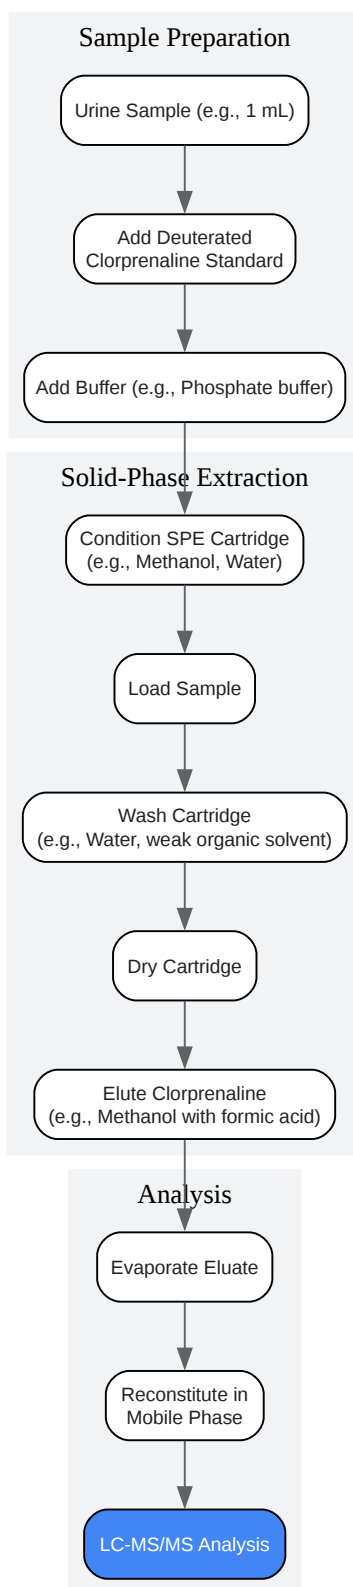 Sample Preparation
Urine Sample (e.g., 1 mL)
Add Deuterated
Clorprenaline Standard
Add Buffer (e.g., Phosphate buffer)
Solid-Phase Extraction
Condition SPE Cartridge
(e.g., Methanol, Water)
Load Sample
Wash Cartridge
(e.g., Water, weak organic solvent)
Dry Cartridge
Elute Clorprenaline
(e.g., Methanol with formic acid)
Analysis
Evaporate Eluate
Reconstitute in
Mobile Phase
LC-MS/MS Analysis